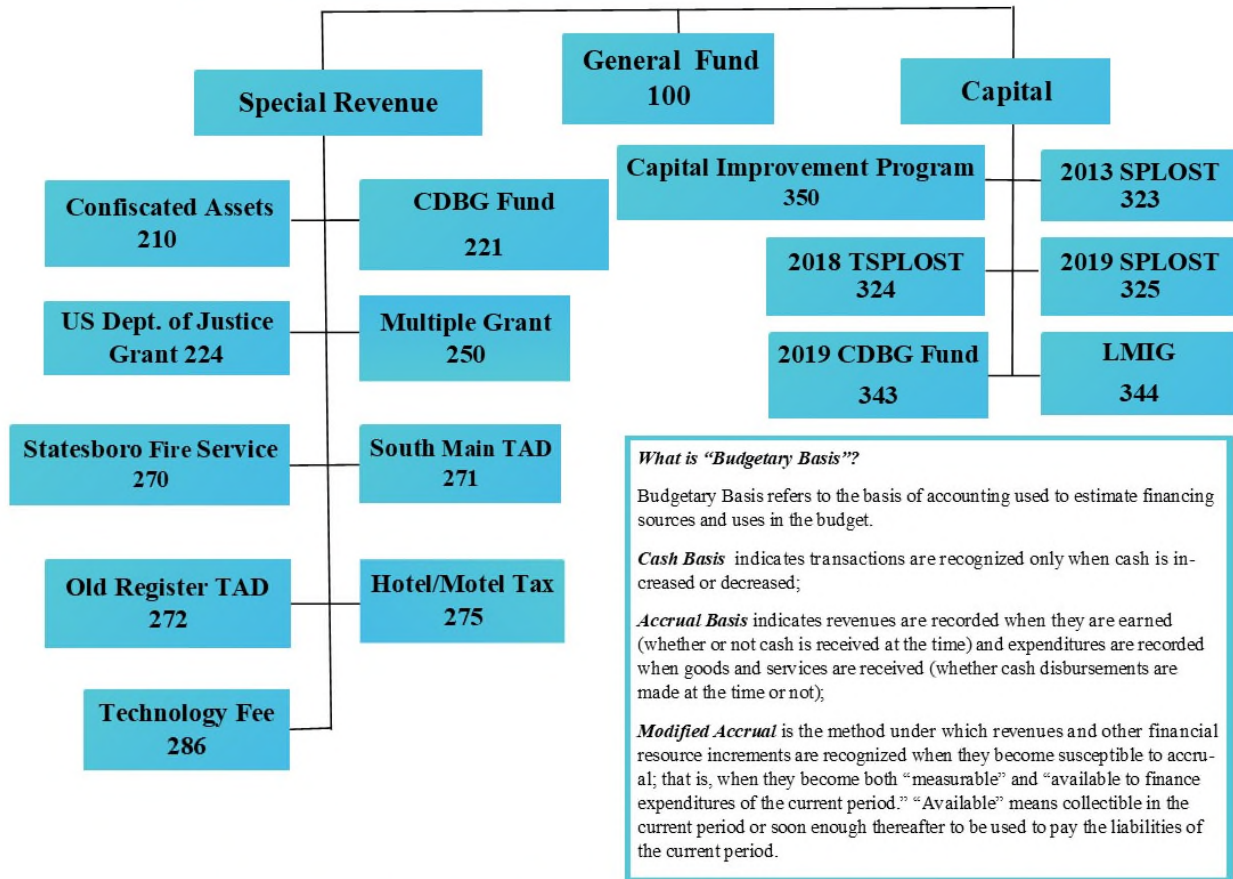 General Fund
100
Special Revenue
Capital
Confiscated Assets
210
CDBG Fund
221
US Dept. of Justice
Grant 224
Multiple Grant
250
Statesboro Fire Service
270
South Main TAD
271
Old Register TAD
272
Hotel/Motel Tax
275
Technology Fee
286
Capital Improvement Program
350
2013 SPLOST
323
2018 TSPLOST
324
2019 SPLOST
325
2019 CDBG Fund
343
LMIG
344
What is “Budgetary Basis”?
Budgetary Basis refers to the basis of accounting used to estimate financing
sources and uses in the budget.
Cash Basis indicates transactions are recognized only when cash is in-
creased or decreased;
Accrual Basis indicates revenues are recorded when they are earned
(whether or not cash is received at the time) and expenditures are recorded
when goods and services are received (whether cash disbursements are
made at the time or not);
Modified Accrual is the method under which revenues and other financial
resource increments are recognized when they become susceptible to accru-
al; that is, when they become both “measurable” and “available to finance
expenditures of the current period.” “Available” means collectible in the
current period or soon enough thereafter to be used to pay the liabilities of
the current period.